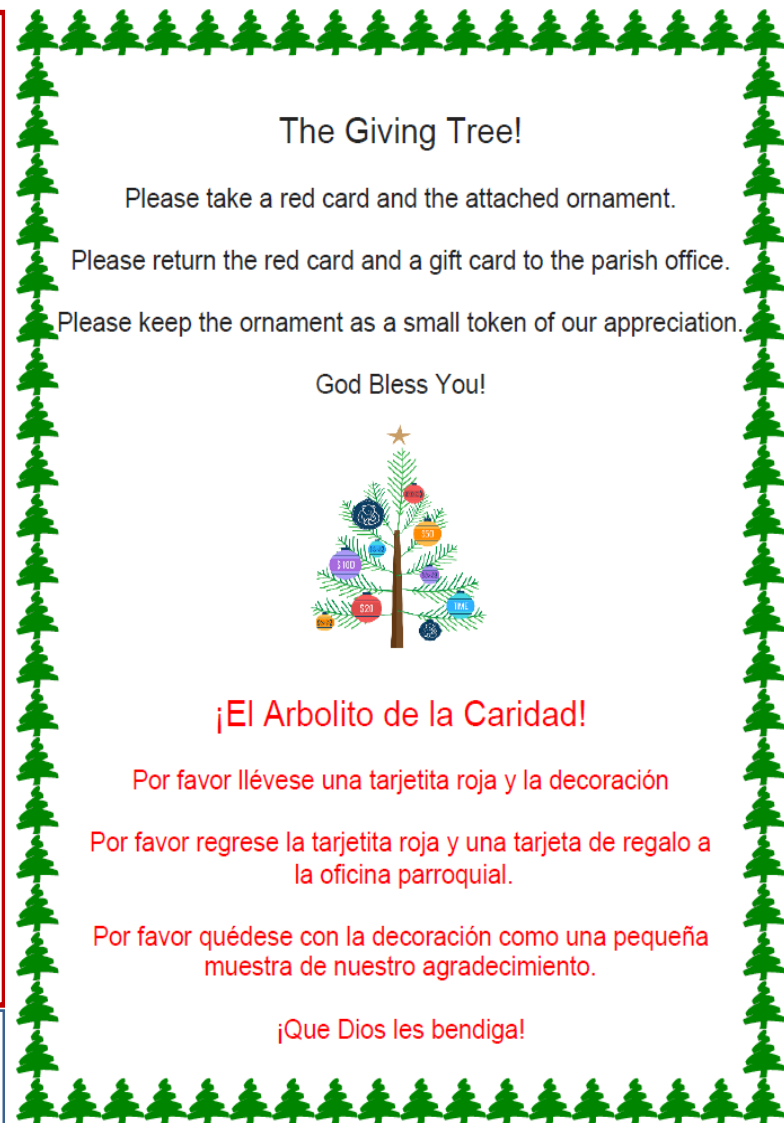 The Giving Tree!
Please take a red card and the attached ornament.
Please return the red card and a gift card to the parish office.
Please keep the ornament as a small token of our appreciation.
God Bless You!
$50
$100
$20
TIME
¡El Arbolito de la Caridad!
Por favor llévese una tarjetita roja y la decoración
Por favor regrese la tarjetita roja y una tarjeta de regalo a
la oficina parroquial.
Por favor quédese con la decoración como una pequeña
muestra de nuestro agradecimiento.
¡Que Dios les bendiga!